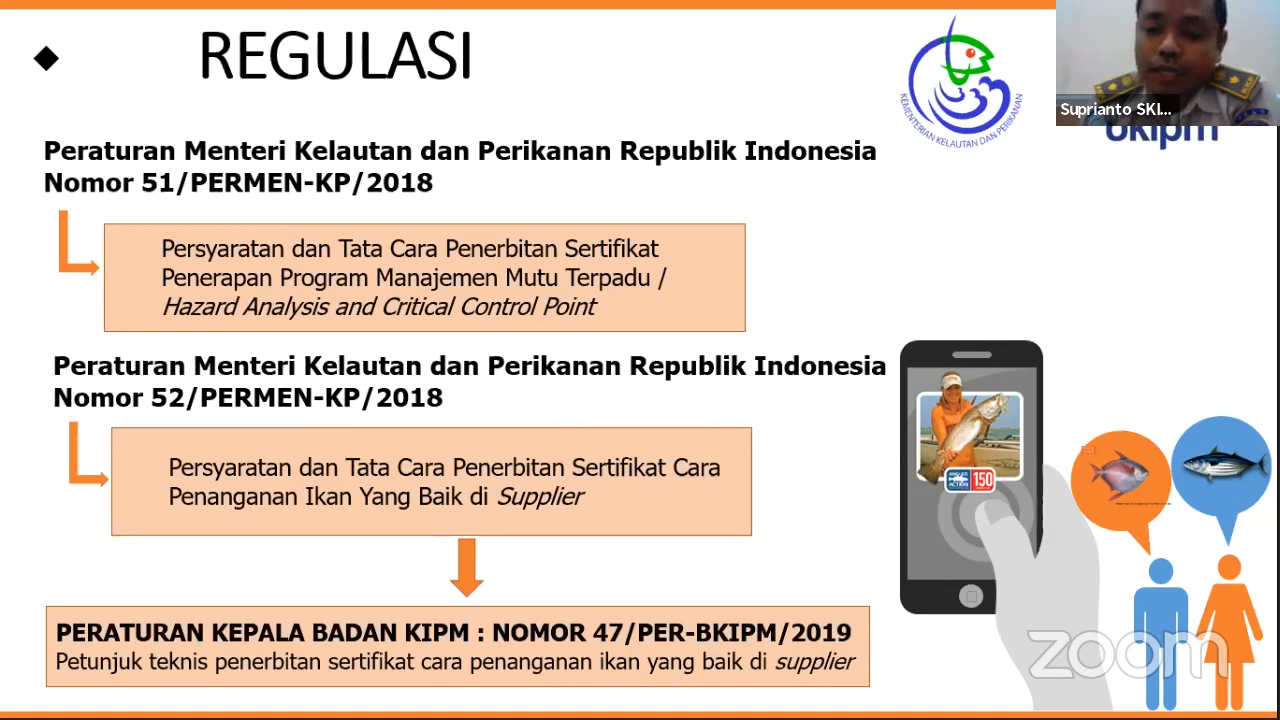 REGULASI
KEMENTERIAN KELAUTAN DAN PERIKANAN
Suprianto SKI...
bkipm
Peraturan Menteri Kelautan dan Perikanan Republik Indonesia
Nomor 51/PERMEN-KP/2018
Persyaratan dan Tata Cara Penerbitan Sertifikat
Penerapan Program Manajemen Mutu Terpadu /
Hazard Analysis and Critical Control Point
Peraturan Menteri Kelautan dan Perikanan Republik Indonesia
Nomor 52/PERMEN-KP/2018
Persyaratan dan Tata Cara Penerbitan Sertifikat Cara
Penanganan Ikan Yang Baik di Supplier
PERATURAN KEPALA BADAN KIPM : NOMOR 47/PER-BKIPM/2019
Petunjuk teknis penerbitan sertifikat cara penanganan ikan yang baik di supplier
ANGLER
ACTION
150
zoom